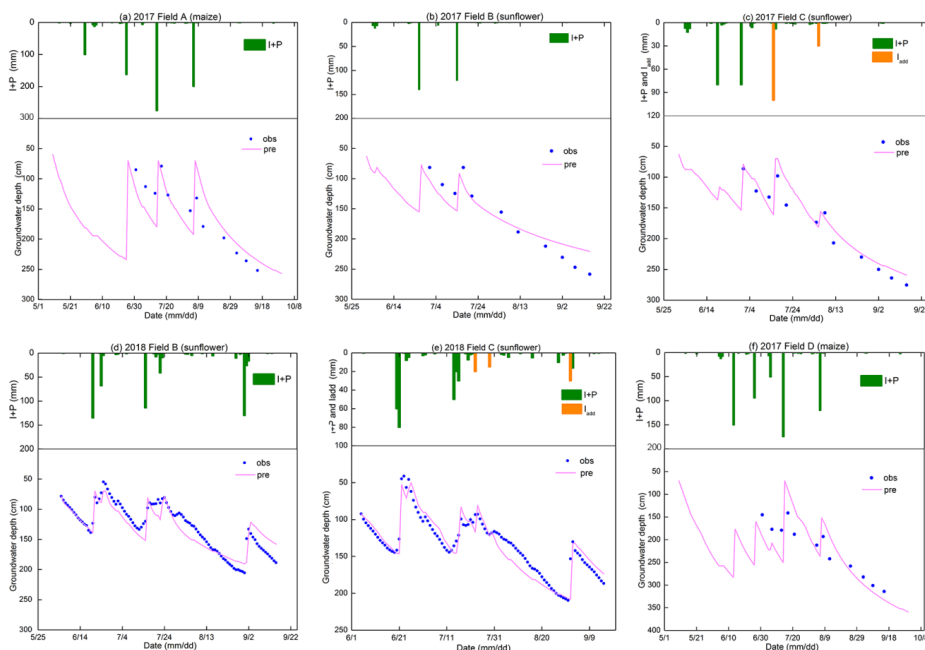 (a) 2017 Field A (maize)
0
100
200
300
I+P (mm)
I+P
50
100
150
200
250
300
Groundwater depth (cm)
obs
pre
5/1
5/21
6/10
6/30
7/20
8/9
8/29
9/18
10/8
Date (mm/dd)
(b) 2017 Field B (sunflower)
0
50
100
150
200
I+P (mm)
I+P
50
100
150
200
250
300
Groundwater depth (cm)
obs
pre
5/25
6/14
7/4
7/24
8/13
9/2
9/22
Date (mm/dd)
(c) 2017 Field C (sunflower)
0
30
60
90
120
I+P and Iadd (mm)
I+P
Iadd
50
100
150
200
250
300
Groundwater depth (cm)
obs
pre
5/25
6/14
7/4
7/24
8/13
9/2
9/2
Date (mm/dd)
(d) 2018 Field B (sunflower)
0
50
100
150
200
I+P (mm)
I+P
50
100
150
200
250
300
Groundwater depth (cm)
obs
pre
5/25
6/14
7/4
7/24
8/13
9/2
9/22
Date (mm/dd)
(e) 2018 Field C (sunflower)
0
20
40
60
80
100
I+P and Iadd (mm)
I+P
Iadd
50
100
150
200
250
Groundwater depth (cm)
obs
pre
6/1
6/21
7/11
7/31
8/20
9/9
Date (mm/dd)
(f) 2017 Field D (maize)
0
50
100
150
200
I+P (mm)
I+P
50
100
150
200
250
300
350
400
Groundwater depth (cm)
obs
pre
5/1
5/21
6/10
6/30
7/20
8/9
8/29
9/18
10/8
Date (mm/dd)